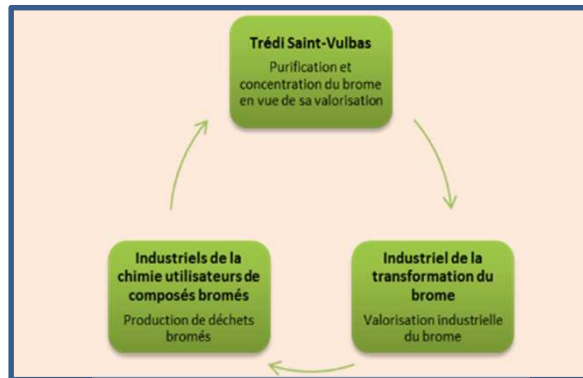 Trédi Saint-Vulbas
Purification et
concentration du brome
en vue de sa valorisation
Industriels de la
chimie utilisateurs de
composés bromés
Production de déchets
bromés
Industriel de la
transformation du
brome
Valorisation industrielle
du brome